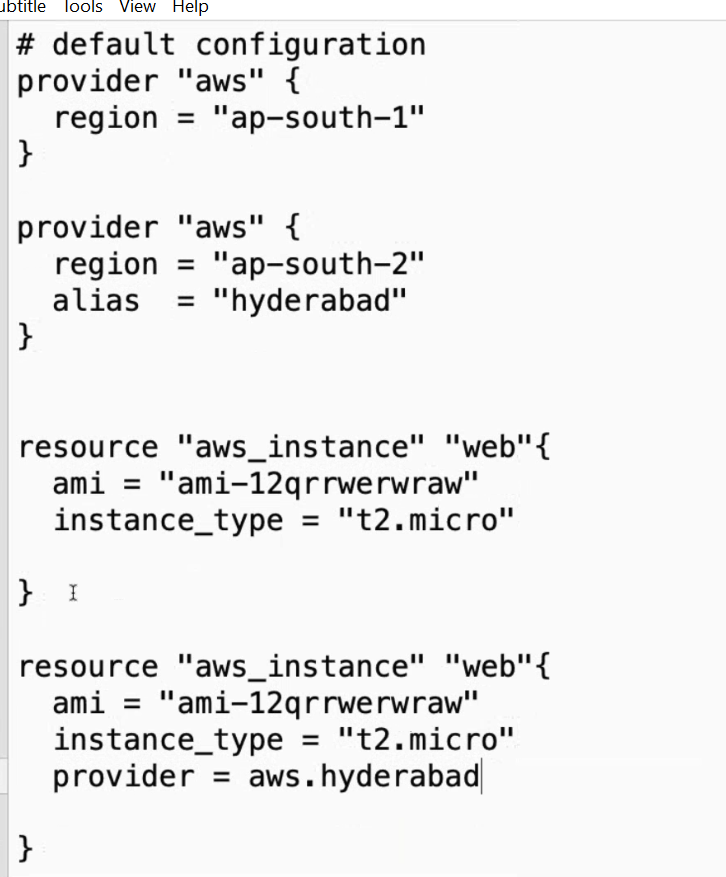 ubtitle Tools View Help
# default configuration
provider "aws" {
  region = "ap-south-1"
}

provider "aws" {
  region = "ap-south-2"
  alias  = "hyderabad"
}

resource "aws_instance" "web"{
  ami = "ami-12qrrwerwraw"
  instance_type = "t2.micro"

}

resource "aws_instance" "web"{
  ami = "ami-12qrrwerwraw"
  instance_type = "t2.micro"
  provider = aws.hyderabad

}